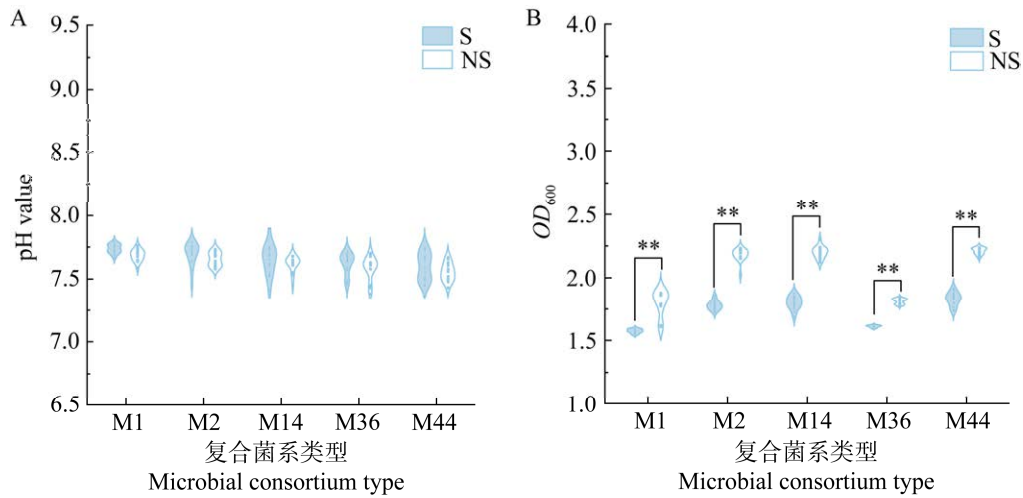 A
9.5
9.0
8.5
8.0
7.5
7.0
6.5
pH value
S
NS
M1 M2 M14 M36 M44
复合菌系类型
Microbial consortium type
B
4.0
3.5
3.0
2.5
2.0
1.5
1.0
OD600
S
NS
**
**
**
**
**
M1 M2 M14 M36 M44
复合菌系类型
Microbial consortium type